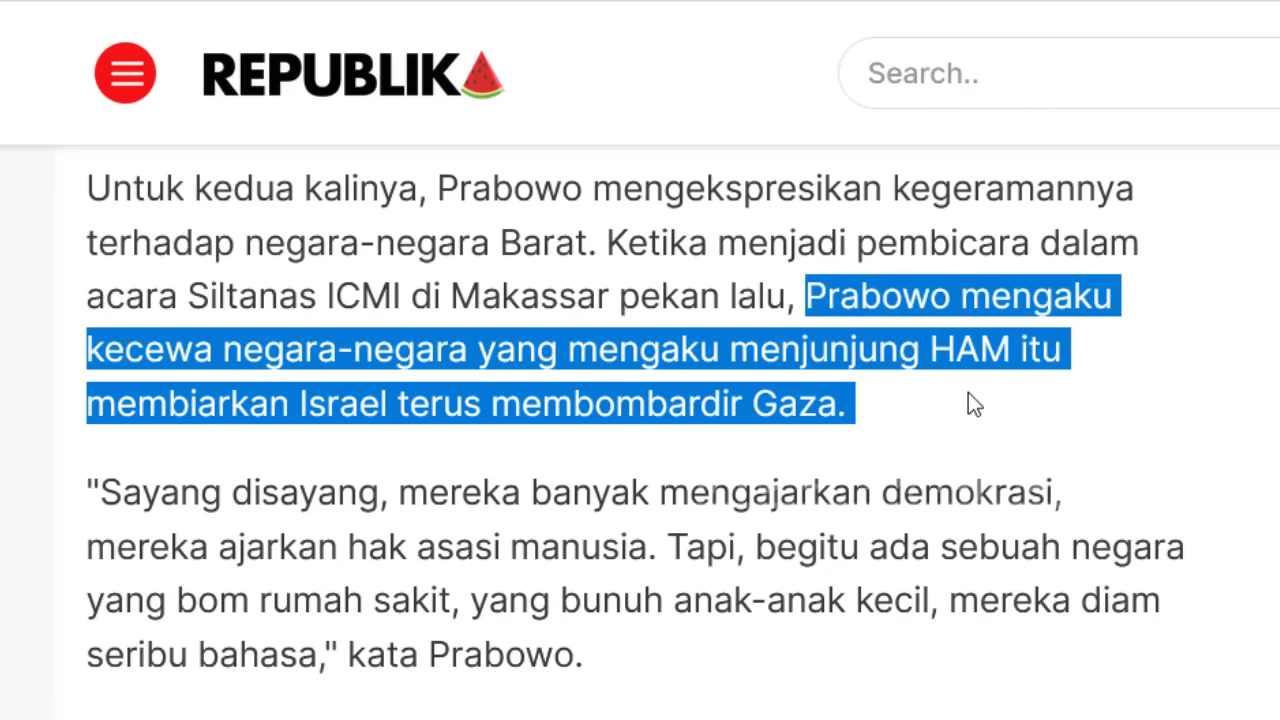 REPUBLIK
Search..
Untuk kedua kalinya, Prabowo mengekspresikan kegeramannya
terhadap negara-negara Barat. Ketika menjadi pembicara dalam
acara Siltanas ICMI di Makassar pekan lalu, Prabowo mengaku
kecewa negara-negara yang mengaku menjunjung HAM itu
membiarkan Israel terus membombardir Gaza.
"Sayang disayang, mereka banyak mengajarkan demokrasi,
mereka ajarkan hak asasi manusia. Tapi, begitu ada sebuah negara
yang bom rumah sakit, yang bunuh anak-anak kecil, mereka diam
seribu bahasa," kata Prabowo.